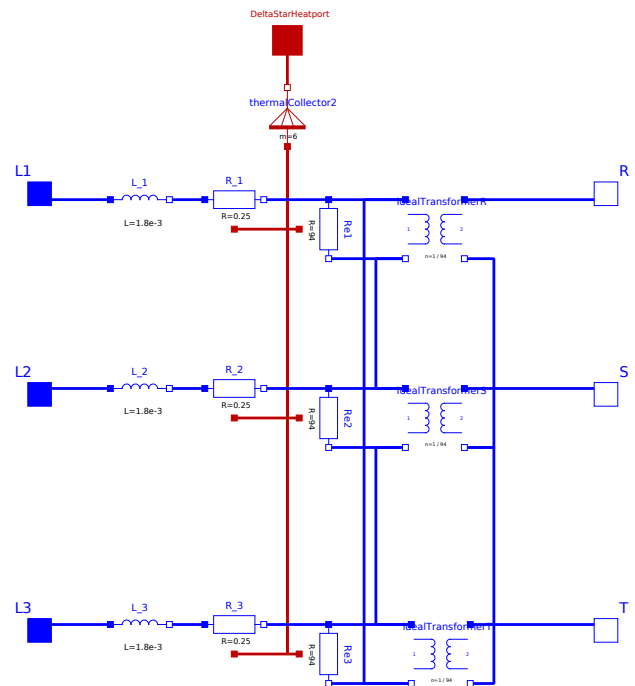 DeltaStarHeatport
thermalCollector2
m=6
L1
L_1
R_1
R
L=1.8e-3
R=0.25
R=94
Re1
idealTransformerR
1
2
n=1 / 94
L2
L_2
R_2
S
L=1.8e-3
R=0.25
R=94
Re2
idealTransformerS
1
2
n=1 / 94
L3
L_3
R_3
T
L=1.8e-3
R=0.25
R=94
Re3
idealTransformerT
1
2
n=1 / 94